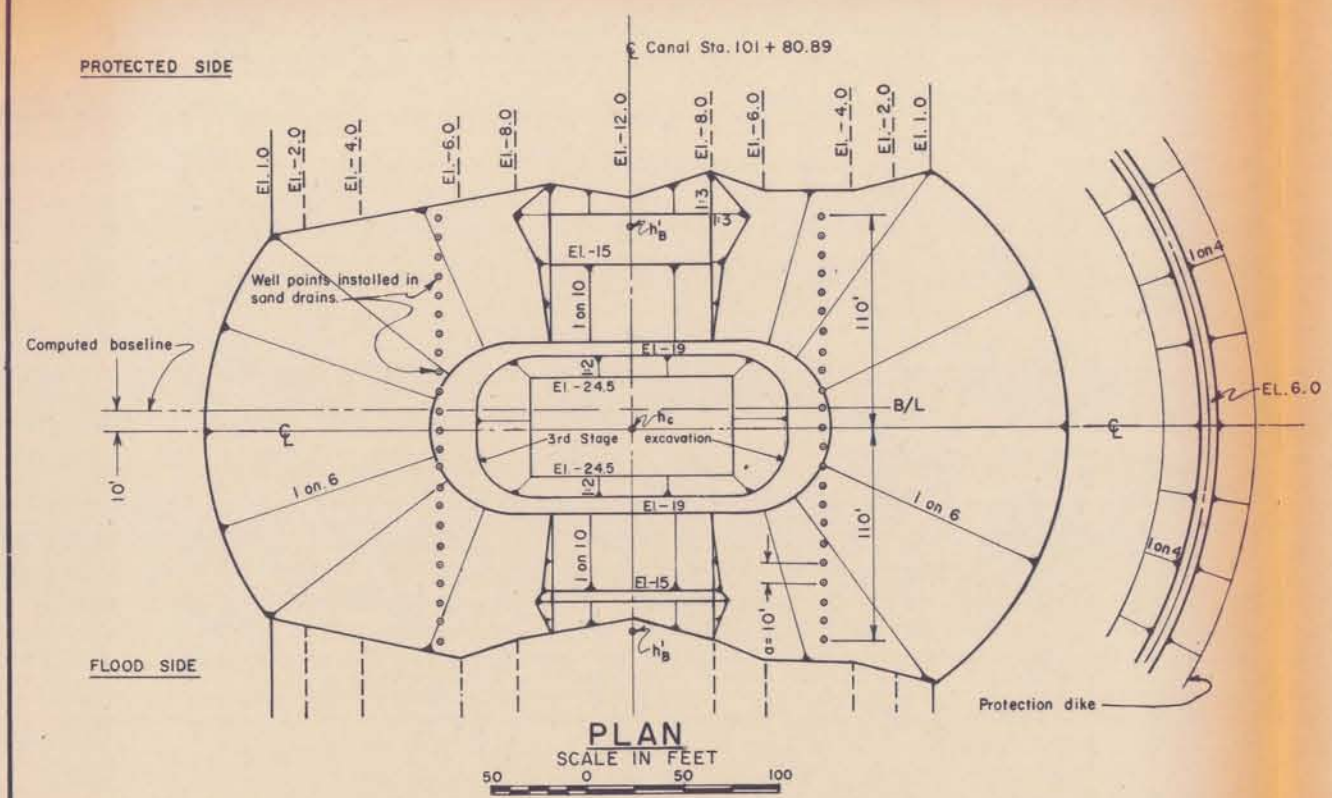 ℄ Canal Sta. 101 + 80.89
PROTECTED SIDE
El. 1.0
El.-2.0
El.-4.0
El.-6.0
El.-8.0
El.-12.0
El.-8.0
El.-6.0
El.-4.0
El.-2.0
El. 1.0
1:3
1:3
h'B
El.-15
Well points installed in
sand drains.
1 on 10
110'
1 on 4
Computed baseline
El.-19
1:2
El.-24.5
B/L
EL. 6.0
hc
℄
3rd Stage excavation
℄
10'
El.-24.5
1:2
1 on 6
El.-19
1 on 6
110'
1 on 10
1 on 4
El.-15
a = 10'
h'B
FLOOD SIDE
Protection dike
PLAN
SCALE IN FEET
50 0 50 100